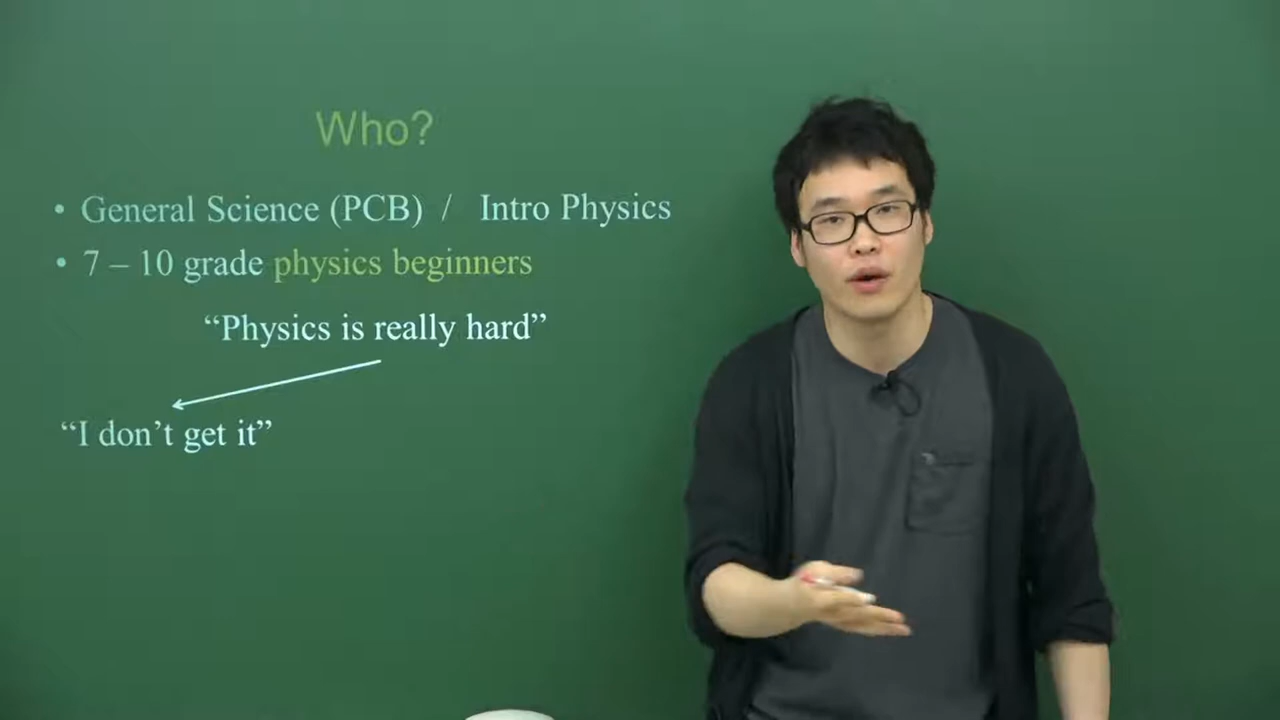 Who?
• General Science (PCB) / Intro Physics
• 7 – 10 grade physics beginners
“Physics is really hard”
“I don’t get it”